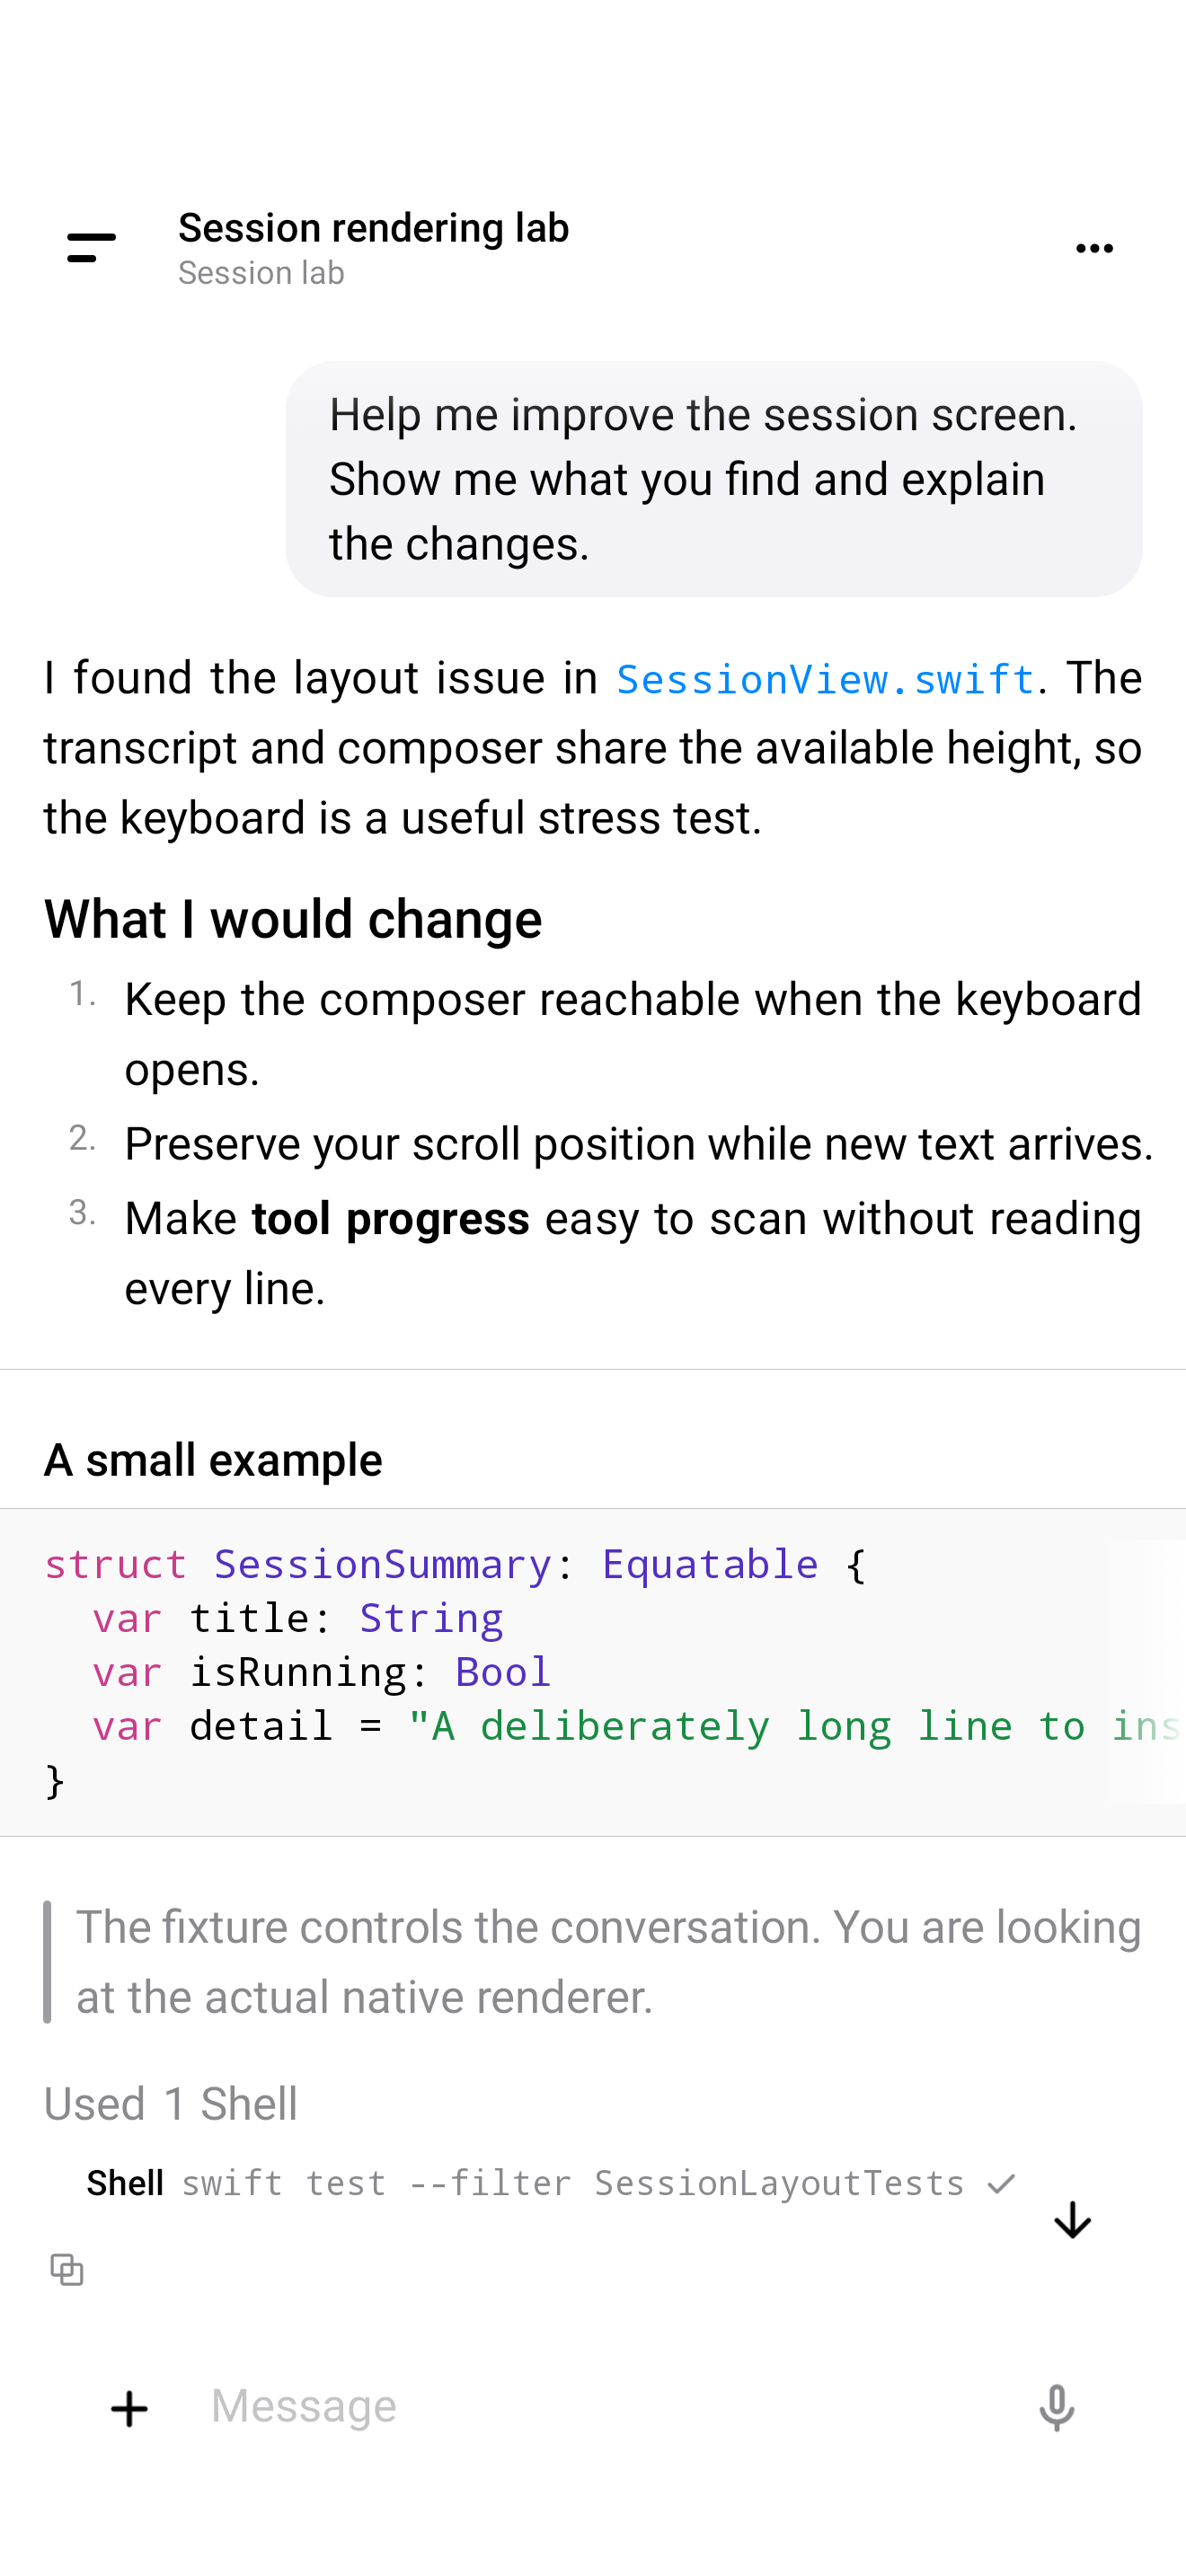 Session rendering lab
Session lab
Help me improve the session screen.
Show me what you find and explain
the changes.
I found the layout issue in SessionView.swift. The
transcript and composer share the available height, so
the keyboard is a useful stress test.
What I would change
1. Keep the composer reachable when the keyboard
opens.
2. Preserve your scroll position while new text arrives.
3. Make tool progress easy to scan without reading
every line.
A small example
struct SessionSummary: Equatable {
  var title: String
  var isRunning: Bool
  var detail = "A deliberately long line to ins
}
The fixture controls the conversation. You are looking
at the actual native renderer.
Used 1 Shell
Shell swift test --filter SessionLayoutTests
Message